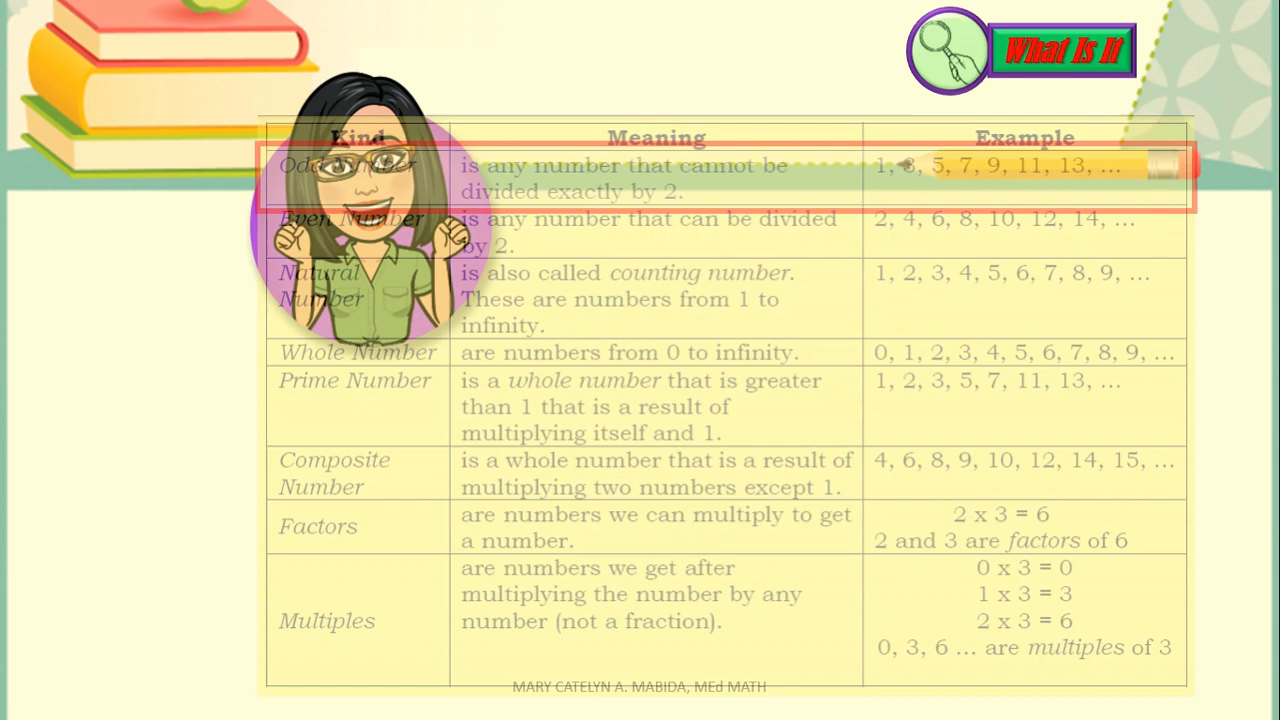 What Is It
Kind Meaning Example
Odd Number is any number that cannot be 1, 3, 5, 7, 9, 11, 13, ...
divided exactly by 2.
Even Number is any number that can be divided 2, 4, 6, 8, 10, 12, 14, ...
by 2.
Natural is also called counting number. 1, 2, 3, 4, 5, 6, 7, 8, 9, ...
Number These are numbers from 1 to
infinity.
Whole Number are numbers from 0 to infinity. 0, 1, 2, 3, 4, 5, 6, 7, 8, 9, ...
Prime Number is a whole number that is greater 1, 2, 3, 5, 7, 11, 13, ...
than 1 that is a result of
multiplying itself and 1.
Composite is a whole number that is a result of 4, 6, 8, 9, 10, 12, 14, 15, ...
Number multiplying two numbers except 1.
Factors are numbers we can multiply to get 2 x 3 = 6
a number. 2 and 3 are factors of 6
are numbers we get after 0 x 3 = 0
multiplying the number by any 1 x 3 = 3
Multiples number (not a fraction). 2 x 3 = 6
0, 3, 6 ... are multiples of 3
MARY CATELYN A. MABIDA, MEd MATH